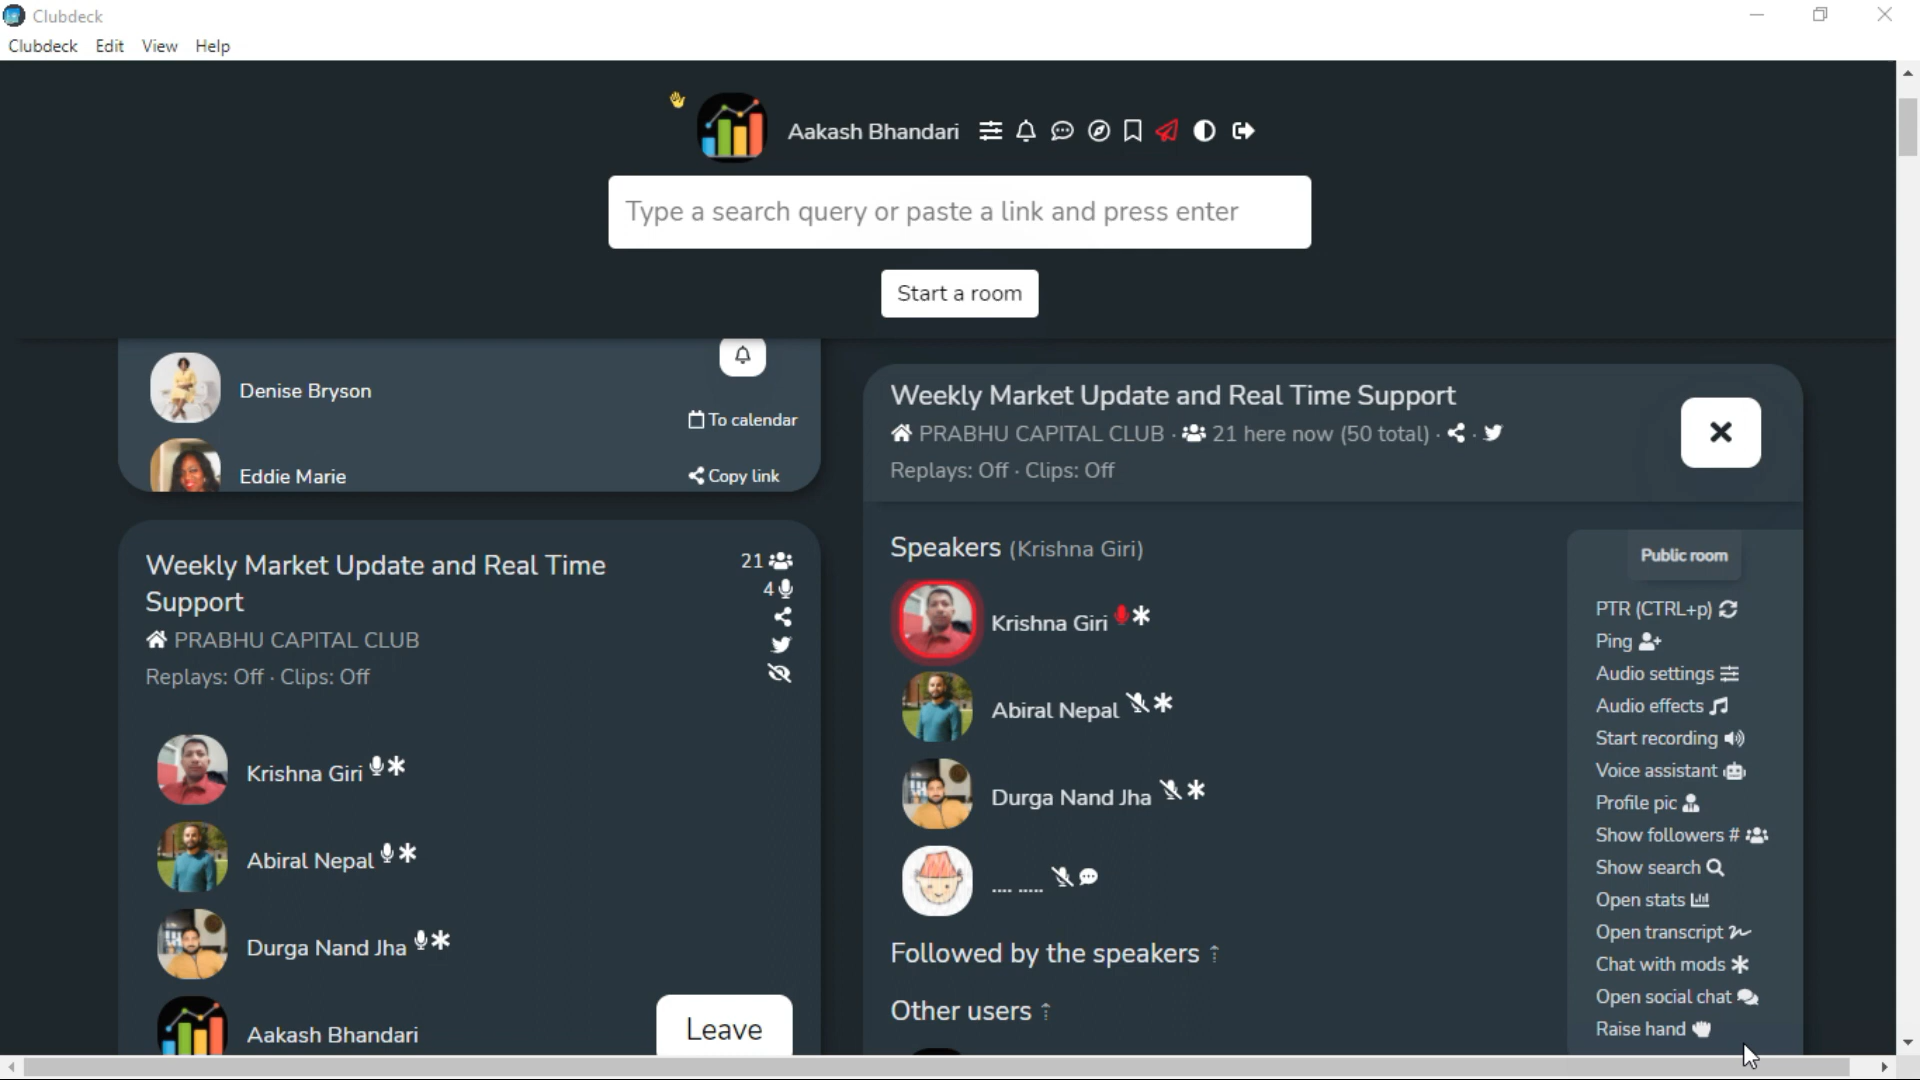 Clubdeck
Clubdeck Edit View Help
Aakash Bhandari
Type a search query or paste a link and press enter
Start a room
Denise Bryson
To calendar
Eddie Marie
Copy link
Weekly Market Update and Real Time
Support
21
4
PRABHU CAPITAL CLUB
Replays: Off · Clips: Off
Krishna Giri
Abiral Nepal
Durga Nand Jha
Aakash Bhandari
Leave
Weekly Market Update and Real Time Support
PRABHU CAPITAL CLUB · 21 here now (50 total) · ·
Replays: Off · Clips: Off
Speakers (Krishna Giri)
Krishna Giri
Abiral Nepal
Durga Nand Jha
.... .....
Followed by the speakers
Other users
Public room
PTR (CTRL+p)
Ping
Audio settings
Audio effects
Start recording
Voice assistant
Profile pic
Show followers #
Show search
Open stats
Open transcript
Chat with mods
Open social chat
Raise hand